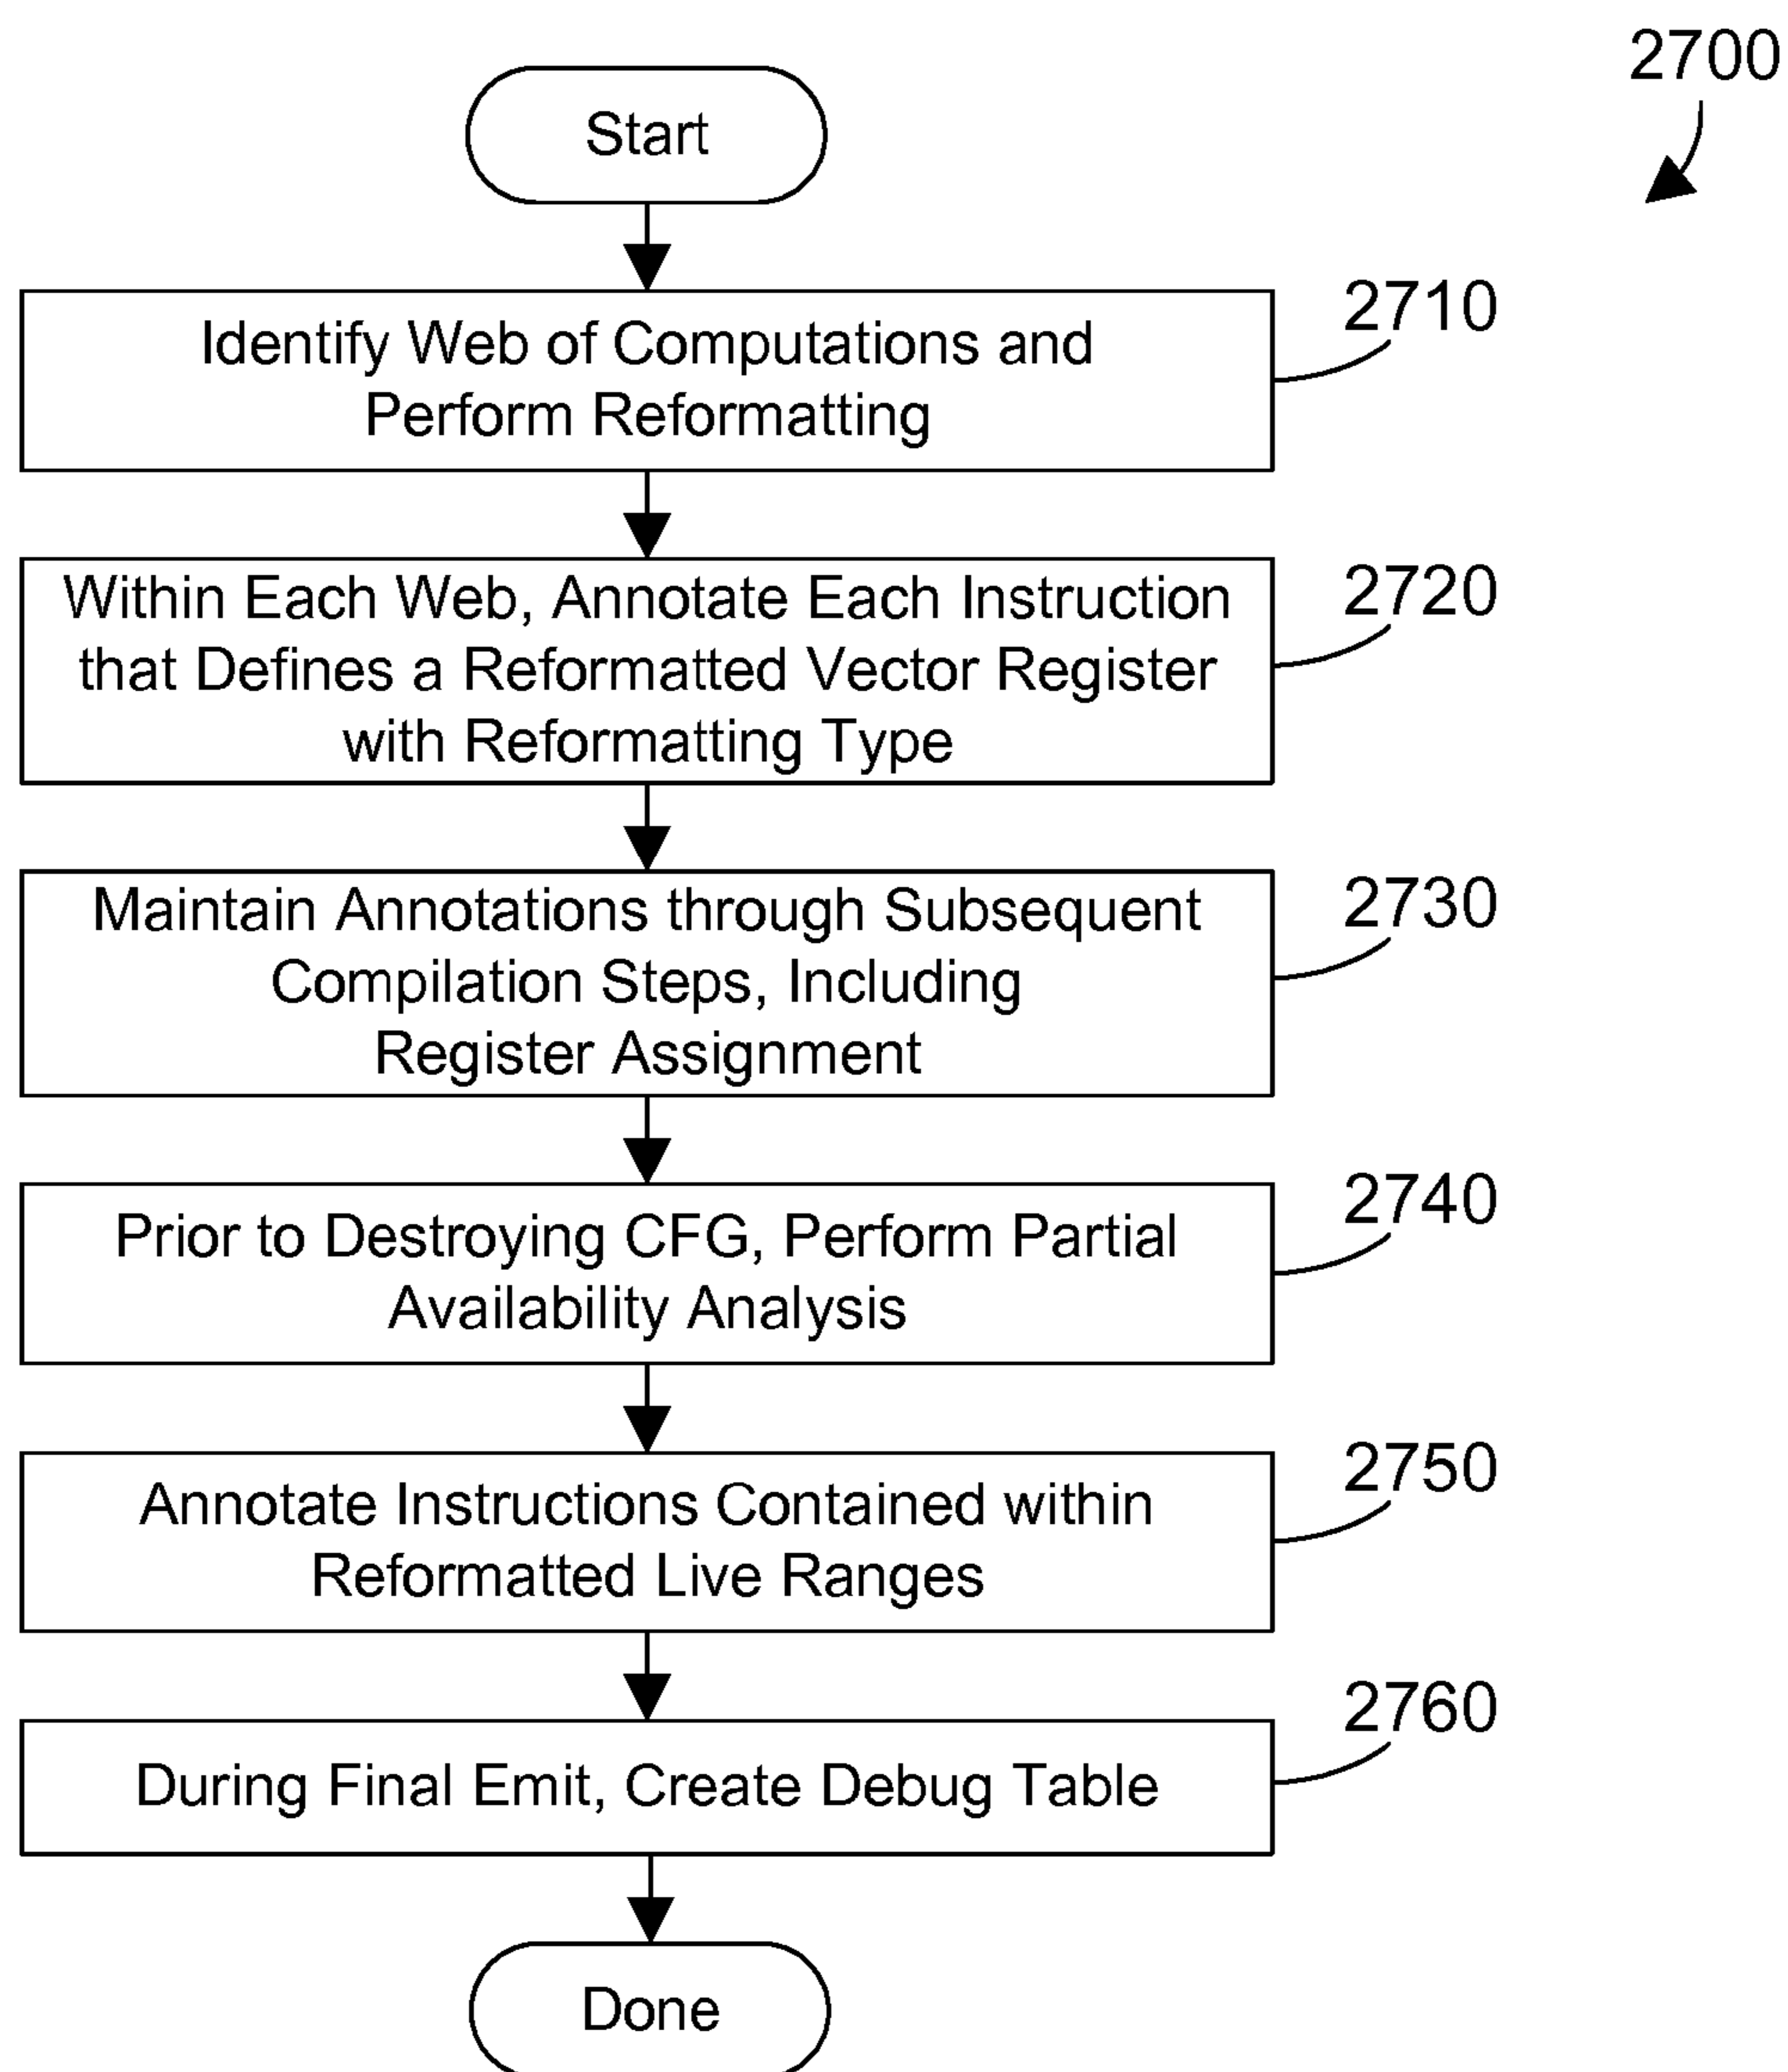 2700
Start
2710
Identify Web of Computations and
Perform Reformatting
2720
Within Each Web, Annotate Each Instruction
that Defines a Reformatted Vector Register
with Reformatting Type
2730
Maintain Annotations through Subsequent
Compilation Steps, Including
Register Assignment
2740
Prior to Destroying CFG, Perform Partial
Availability Analysis
2750
Annotate Instructions Contained within
Reformatted Live Ranges
2760
During Final Emit, Create Debug Table
Done